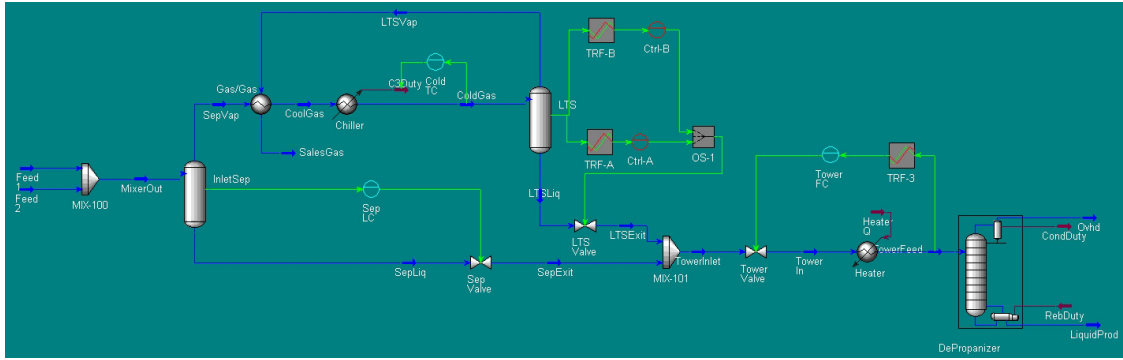 LTSVap
TRF-B
Ctrl-B
C3Duty
Cold
TC
Gas/Gas
SepVap
CoolGas
Chiller
ColdGas
LTS
SalesGas
TRF-A
Ctrl-A
OS-1
Feed
1
Feed
2
MIX-100
MixerOut
InletSep
Sep
LC
LTSLiq
LTS
Valve
LTSExit
Tower
FC
TRF-3
Heater
Q
TowerFeed
Ovhd
CondDuty
SepLiq
Sep
Valve
SepExit
MIX-101
TowerInlet
Tower
Valve
Tower
In
Heater
RebDuty
LiquidProd
DePropanizer